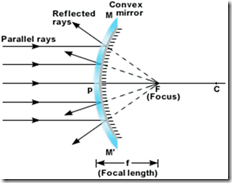 Reflected
rays
M
Convex
mirror
Parallel rays
P
F
(Focus)
C
M'
f
(Focal length)